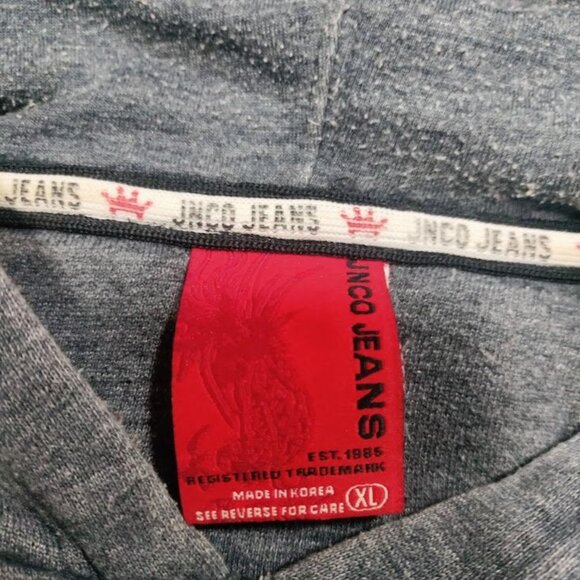 JEANS JNCO JEANS JNCO JEANS
JNCO JEANS
EST. 1985
REGISTERED TRADEMARK
MADE IN KOREA
XL
SEE REVERSE FOR CARE